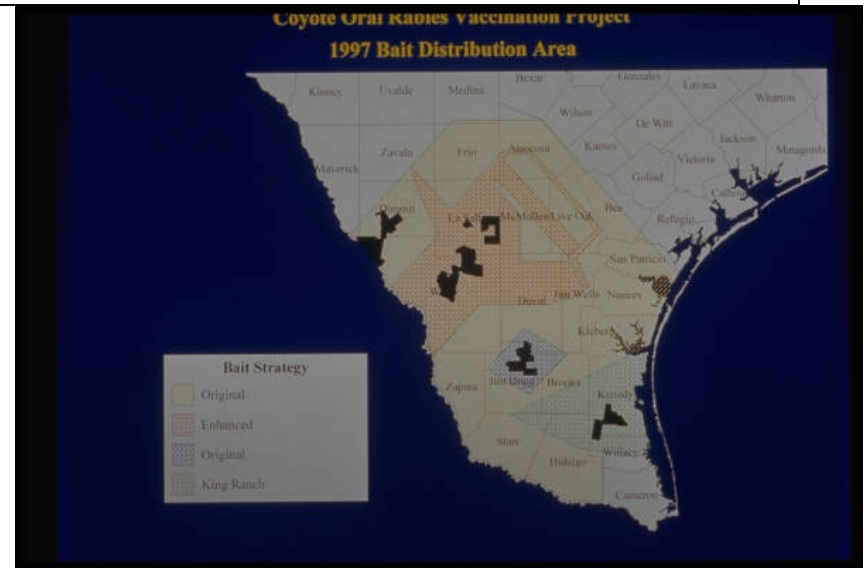 Coyote Oral Rabies Vaccination Project
1997 Bait Distribution Area
Bexar Gonzales Lavaca
Kinney Uvalde Medina
Wharton
Wilson
De Witt
Jackson
Zavala Frio Atascosa Karnes
Matagorda
Victoria
Maverick
Goliad
Calhoun
Dimmit
La Salle McMullen Live Oak Bee
Refugio
San Patricio
Duval Jim Wells Nueces
Kleberg
Bait Strategy
Original
Enhanced
Original
King Ranch
Zapata Jim Hogg Brooks
Kenedy
Starr
Hidalgo
Willacy
Cameron